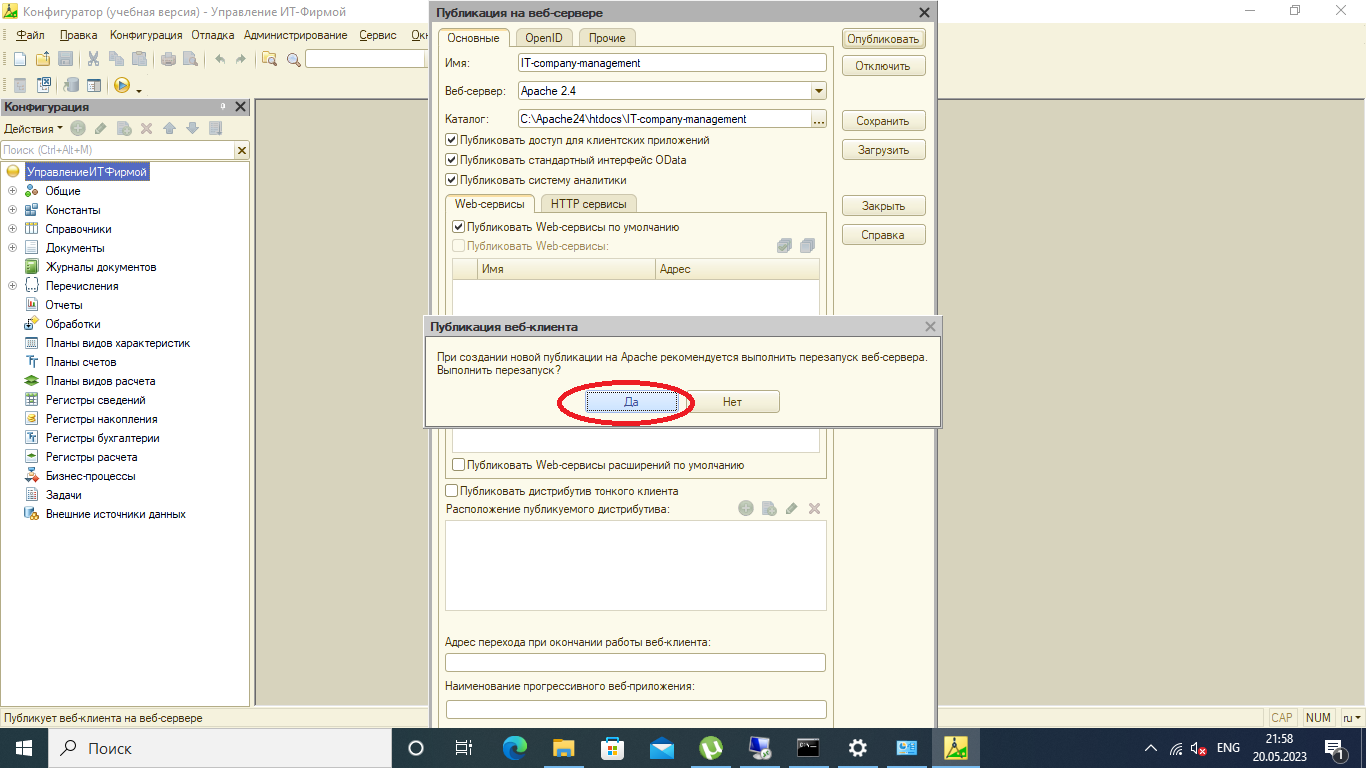 Конфигуратор (учебная версия) - Управление ИТ-Фирмой
Файл Правка Конфигурация Отладка Администрирование Сервис Окн
Конфигурация
Действия
Поиск (Ctrl+Alt+M)
УправлениеИТФирмой
Общие
Константы
Справочники
Документы
Журналы документов
Перечисления
Отчеты
Обработки
Планы видов характеристик
Планы счетов
Планы видов расчета
Регистры сведений
Регистры накопления
Регистры бухгалтерии
Регистры расчета
Бизнес-процессы
Задачи
Внешние источники данных
Публикация на веб-сервере
Основные OpenID Прочие
Имя: IT-company-management
Веб-сервер: Apache 2.4
Каталог: C:\Apache24\htdocs\IT-company-management ...
Публиковать доступ для клиентских приложений
Публиковать стандартный интерфейс OData
Публиковать систему аналитики
Web-сервисы HTTP сервисы
Публиковать Web-сервисы по умолчанию
Публиковать Web-сервисы:
Имя Адрес
Опубликовать
Отключить
Сохранить
Загрузить
Закрыть
Справка
Публикация веб-клиента
При создании новой публикации на Apache рекомендуется выполнить перезапуск веб-сервера.
Выполнить перезапуск?
Да Нет
Публиковать Web-сервисы расширений по умолчанию
Публиковать дистрибутив тонкого клиента
Расположение публикуемого дистрибутива:
Адрес перехода при окончании работы веб-клиента:
Наименование прогрессивного веб-приложения:
Публикует веб-клиента на веб-сервере
CAP NUM ru
Поиск
ENG
21:58
20.05.2023
1